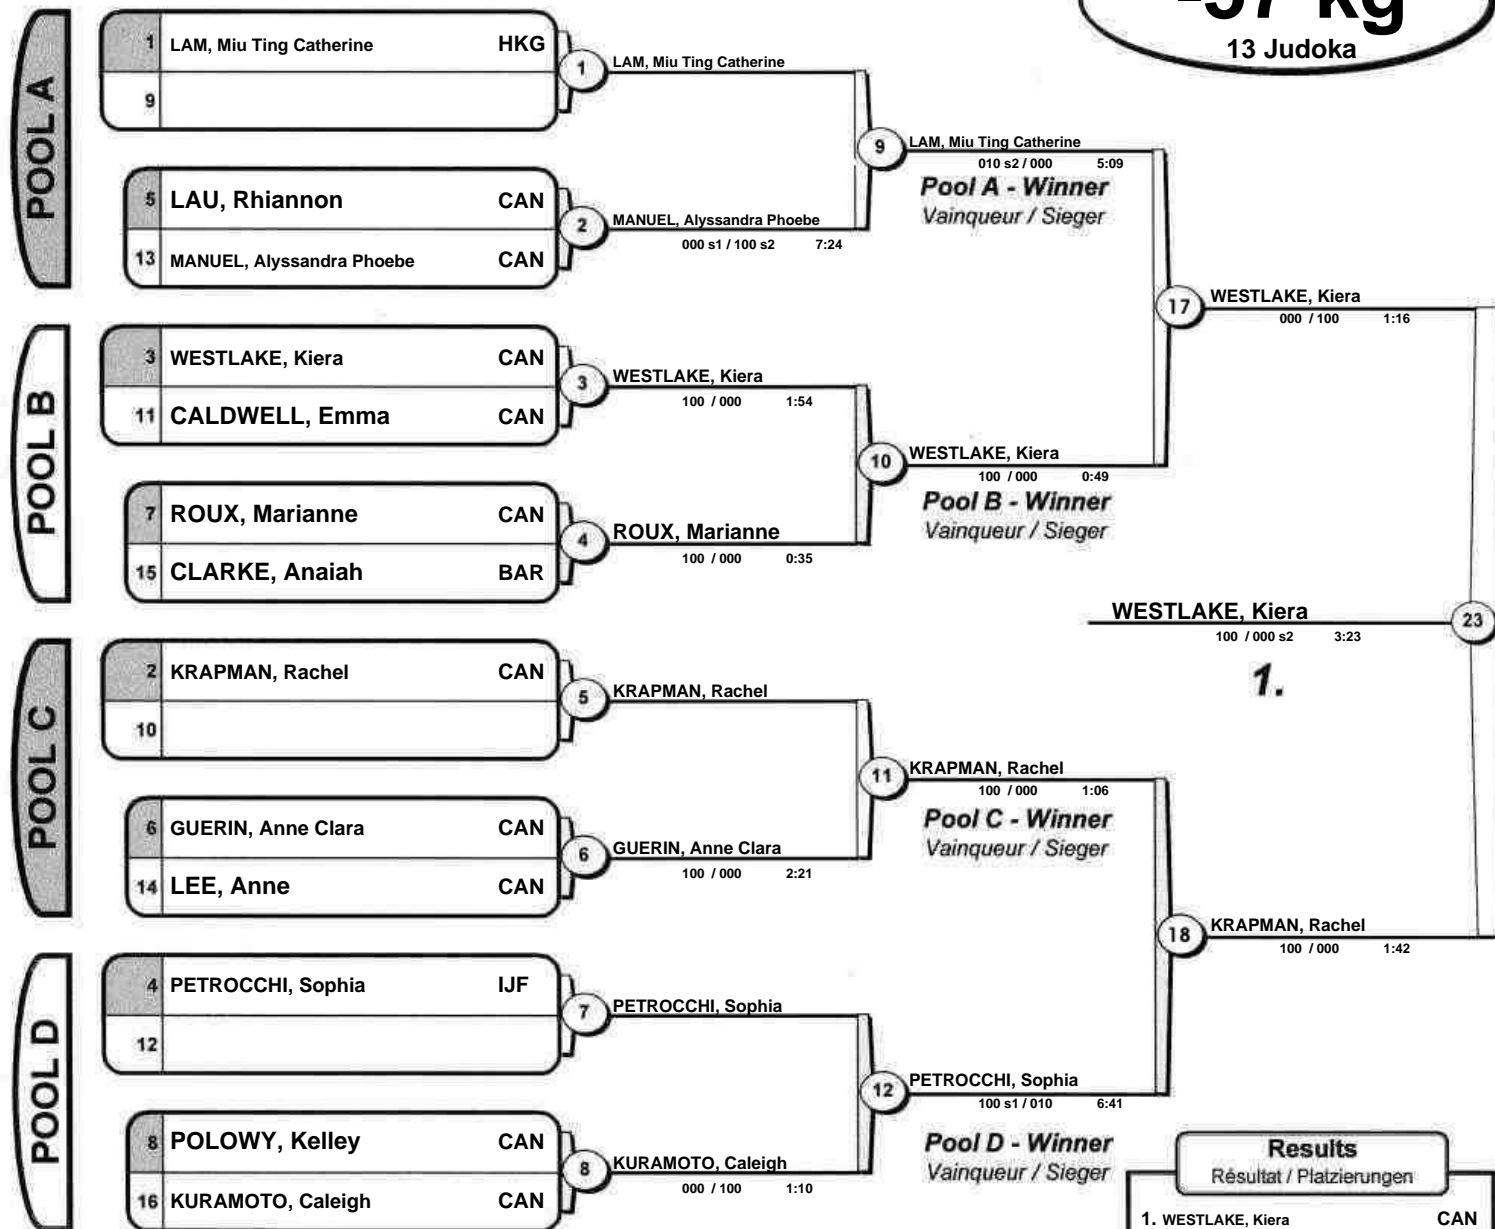 -57 kg
13 Judoka
POOL A
1 LAM, Miu Ting Catherine HKG
9
1
LAM, Miu Ting Catherine
5 LAU, Rhiannon CAN
13 MANUEL, Alyssandra Phoebe CAN
2
MANUEL, Alyssandra Phoebe
000 s1 / 100 s2 7:24
9
LAM, Miu Ting Catherine
010 s2 / 000 5:09
Pool A - Winner
Vainqueur / Sieger
POOL B
3 WESTLAKE, Kiera CAN
11 CALDWELL, Emma CAN
3
WESTLAKE, Kiera
100 / 000 1:54
7 ROUX, Marianne CAN
15 CLARKE, Anaiah BAR
4
ROUX, Marianne
100 / 000 0:35
10
WESTLAKE, Kiera
100 / 000 0:49
Pool B - Winner
Vainqueur / Sieger
17
WESTLAKE, Kiera
000 / 100 1:16
WESTLAKE, Kiera
100 / 000 s2 3:23
23
1.
POOL C
2 KRAPMAN, Rachel CAN
10
5
KRAPMAN, Rachel
6 GUERIN, Anne Clara CAN
14 LEE, Anne CAN
6
GUERIN, Anne Clara
100 / 000 2:21
11
KRAPMAN, Rachel
100 / 000 1:06
Pool C - Winner
Vainqueur / Sieger
18
KRAPMAN, Rachel
100 / 000 1:42
POOL D
4 PETROCCHI, Sophia IJF
12
7
PETROCCHI, Sophia
8 POLOWY, Kelley CAN
16 KURAMOTO, Caleigh CAN
8
KURAMOTO, Caleigh
000 / 100 1:10
12
PETROCCHI, Sophia
100 s1 / 010 6:41
Pool D - Winner
Vainqueur / Sieger
Results
Résultat / Platzierungen
1. WESTLAKE, Kiera CAN